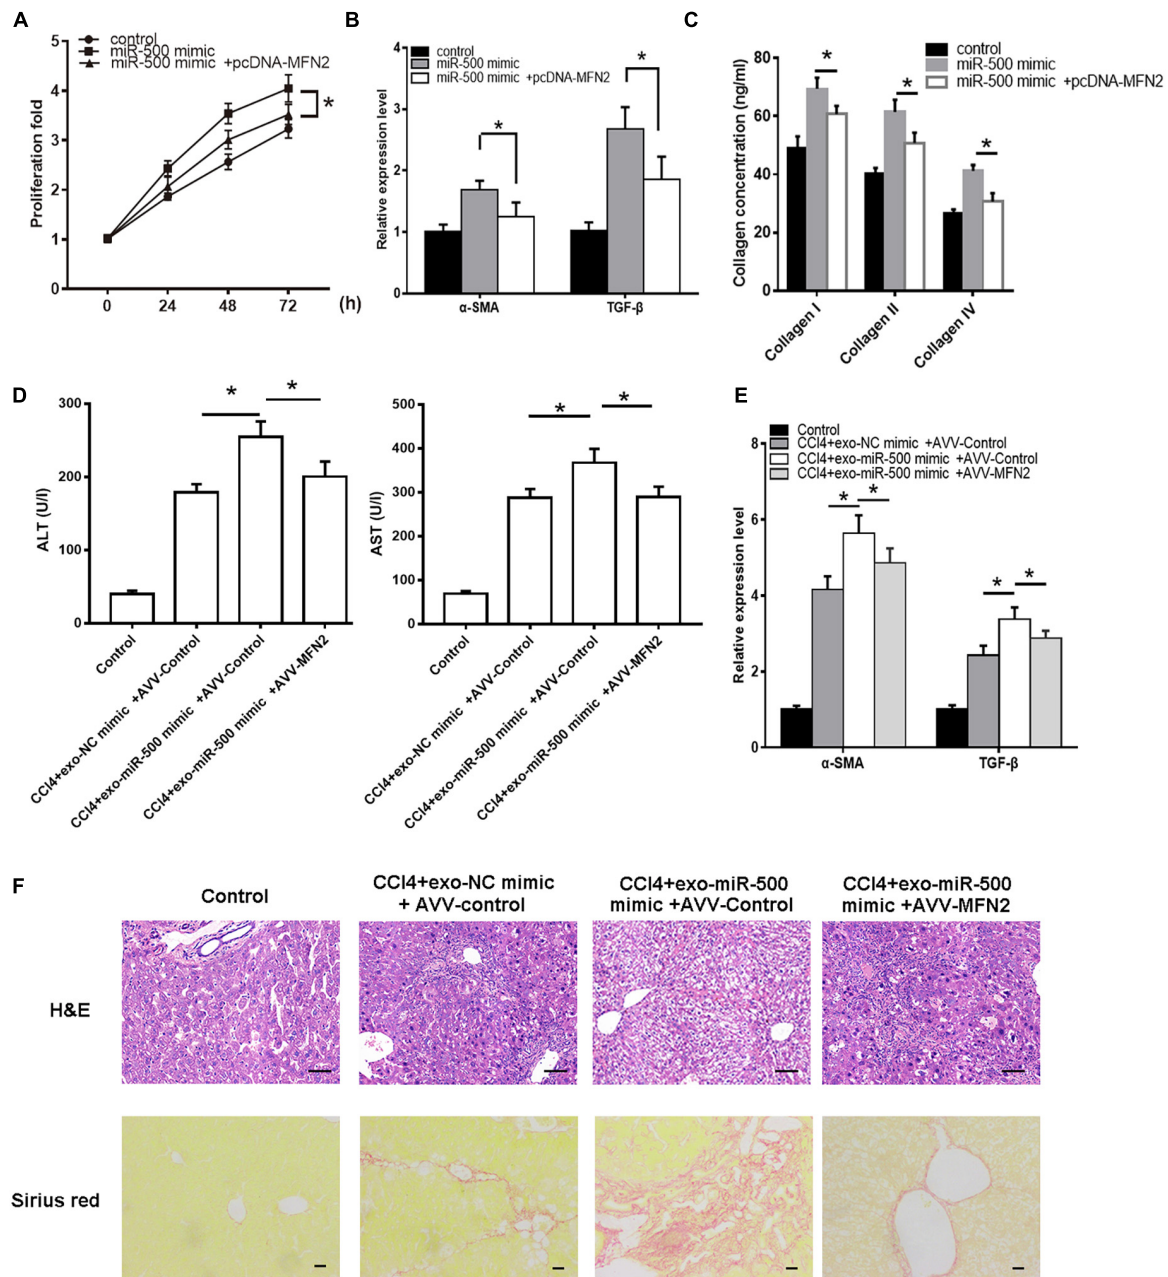 A
control
miR-500 mimic
miR-500 mimic +pcDNA-MFN2
Proliferation fold
5
4
3
2
1
0
*
0 24 48 72 (h)
B
control
miR-500 mimic
miR-500 mimic +pcDNA-MFN2
Relative expression level
4
3
2
1
0
* *
α-SMA TGF-β
C
control
miR-500 mimic
miR-500 mimic +pcDNA-MFN2
Collagen concentration (ng/ml)
80
60
40
20
0
* * *
Collagen I
Collagen II
Collagen IV
D
ALT (U/I)
300
200
100
0
* *
Control
CCl4+exo-NC mimic +AVV-Control
CCl4+exo-miR-500 mimic +AVV-Control
CCl4+exo-miR-500 mimic +AVV-MFN2
AST (U/I)
500
400
300
200
100
0
* *
Control
CCl4+exo-NC mimic +AVV-Control
CCl4+exo-miR-500 mimic +AVV-Control
CCl4+exo-miR-500 mimic +AVV-MFN2
E
Control
CCl4+exo-NC mimic +AVV-Control
CCl4+exo-miR-500 mimic +AVV-Control
CCl4+exo-miR-500 mimic +AVV-MFN2
Relative expression level
8
6
4
2
0
* *
* *
α-SMA TGF-β
F
Control
CCl4+exo-NC mimic
+ AVV-control
CCl4+exo-miR-500
mimic +AVV-Control
CCl4+exo-miR-500
mimic +AVV-MFN2
H&E
Sirius red